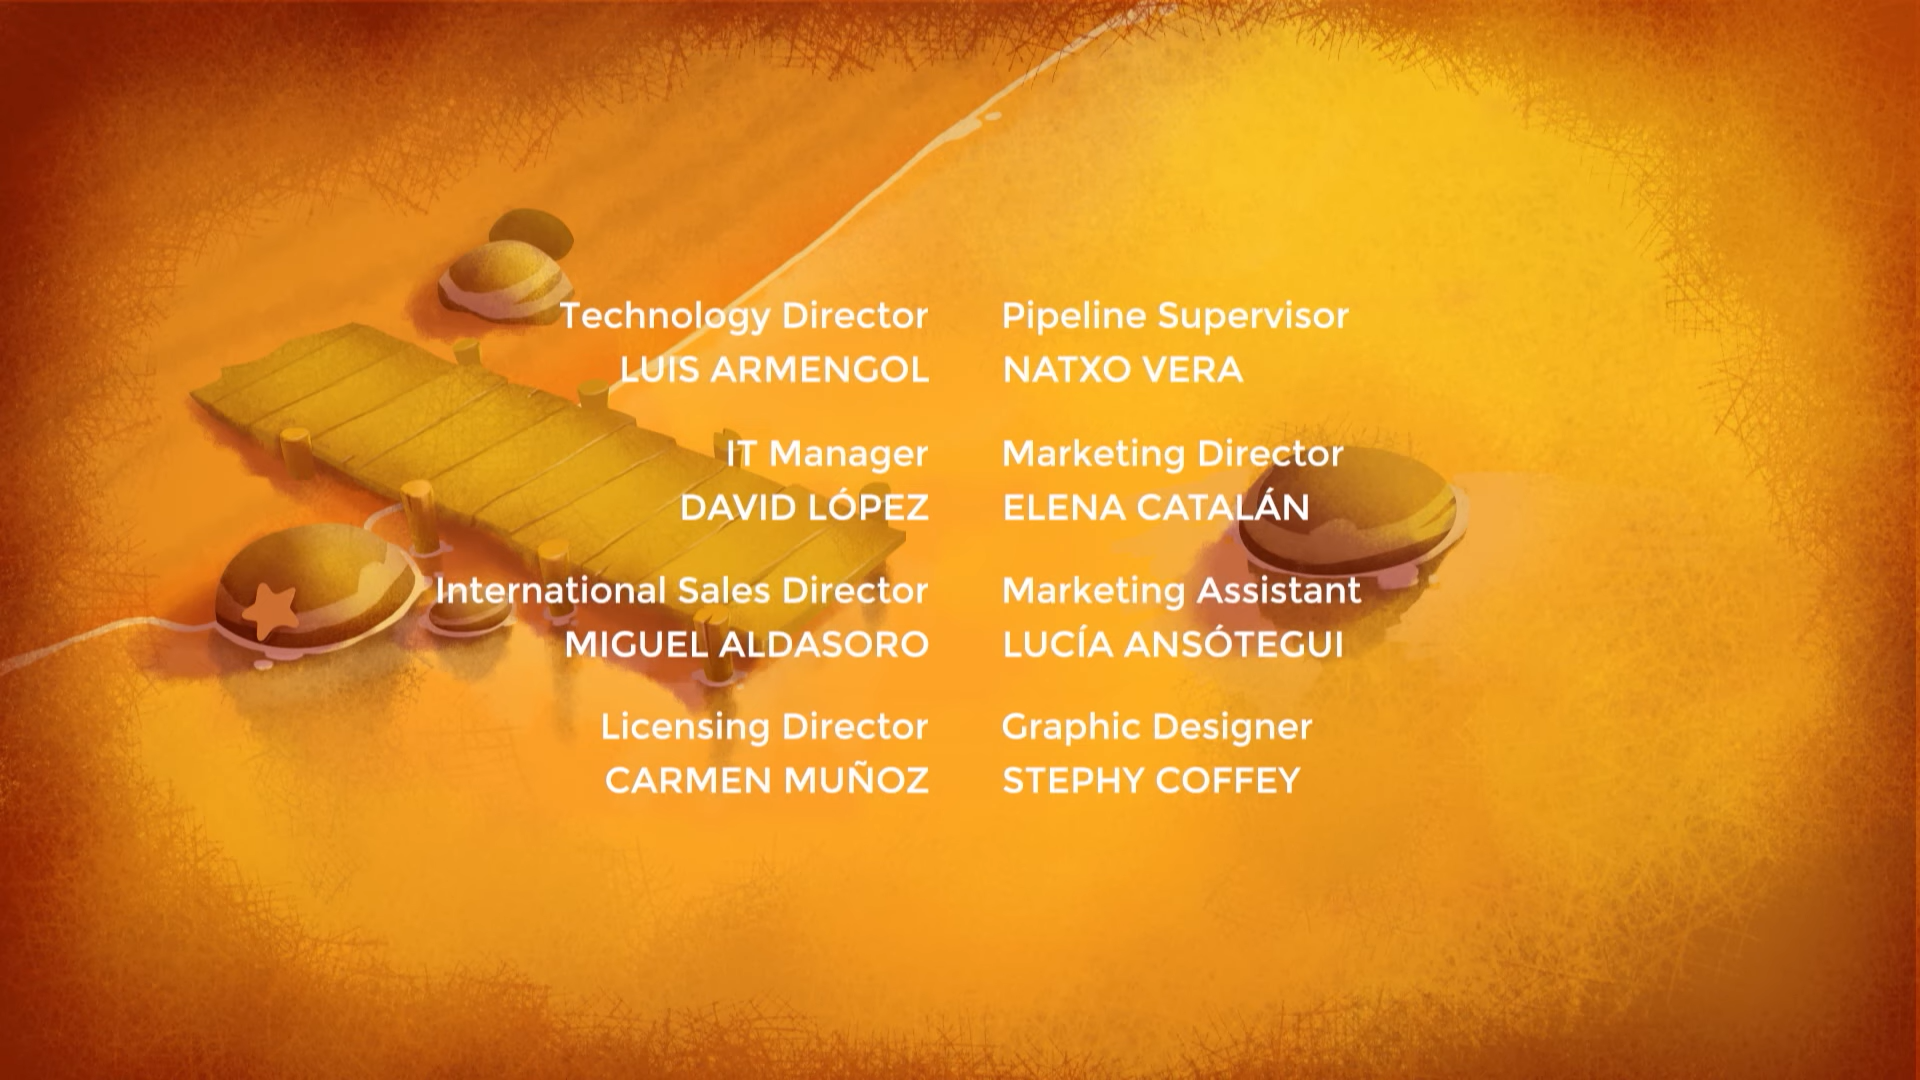 Technology Director
LUIS ARMENGOL
IT Manager
DAVID LÓPEZ
International Sales Director
MIGUEL ALDASORO
Licensing Director
CARMEN MUÑOZ
Pipeline Supervisor
NATXO VERA
Marketing Director
ELENA CATALÁN
Marketing Assistant
LUCÍA ANSÓTEGUI
Graphic Designer
STEPHY COFFEY